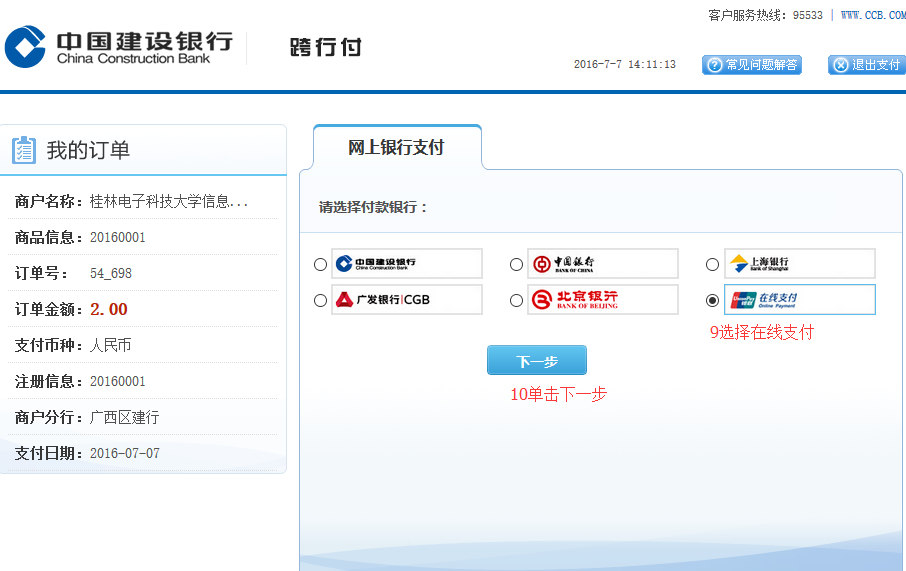 客户服务热线: 95533 | WWW.CCB.COM
中国建设银行
China Construction Bank
跨行付
2016-7-7 14:11:13
常见问题解答
退出支付
我的订单
商户名称：桂林电子科技大学信息...
商品信息：20160001
订单号： 54_698
订单金额：2.00
支付币种：人民币
注册信息：20160001
商户分行：广西区建行
支付日期：2016-07-07
网上银行支付
请选择付款银行：
中国建设银行
China Construction Bank
中国银行
BANK OF CHINA
上海银行
Bank of Shanghai
广发银行|CGB
北京银行
BANK OF BEIJING
UnionPay 银联
在线支付
Online Payment
9选择在线支付
下一步
10单击下一步